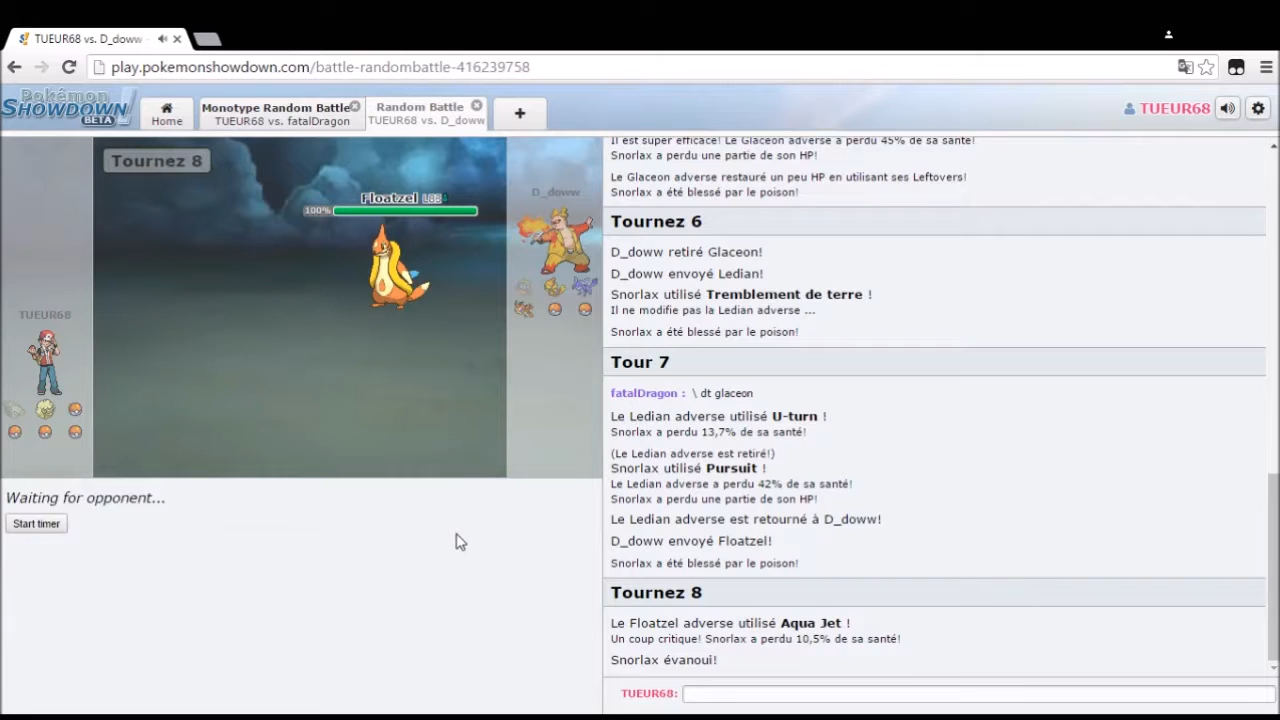 TUEUR68 vs. D_doww
play.pokemonshowdown.com/battle-randombattle-416239758
Pokémon
SHOWDOWN
BETA
Home
Monotype Random Battle
TUEUR68 vs. fatalDragon
Random Battle
TUEUR68 vs. D_doww
+
TUEUR68
Tournez 8
Floatzel
100%
D_doww
TUEUR68
Waiting for opponent...
Start timer
Il est super efficace! Le Glaceon adverse a perdu 45% de sa santé!
Snorlax a perdu une partie de son HP!
Le Glaceon adverse restauré un peu HP en utilisant ses Leftovers!
Snorlax a été blessé par le poison!
Tournez 6
D_doww retiré Glaceon!
D_doww envoyé Ledian!
Snorlax utilisé Tremblement de terre !
Il ne modifie pas la Ledian adverse ...
Snorlax a été blessé par le poison!
Tour 7
fatalDragon : \ dt glaceon
Le Ledian adverse utilisé U-turn !
Snorlax a perdu 13,7% de sa santé!
(Le Ledian adverse est retiré!)
Snorlax utilisé Pursuit !
Le Ledian adverse a perdu 42% de sa santé!
Snorlax a perdu une partie de son HP!
Le Ledian adverse est retourné à D_doww!
D_doww envoyé Floatzel!
Snorlax a été blessé par le poison!
Tournez 8
Le Floatzel adverse utilisé Aqua Jet !
Un coup critique! Snorlax a perdu 10,5% de sa santé!
Snorlax évanoui!
TUEUR68: